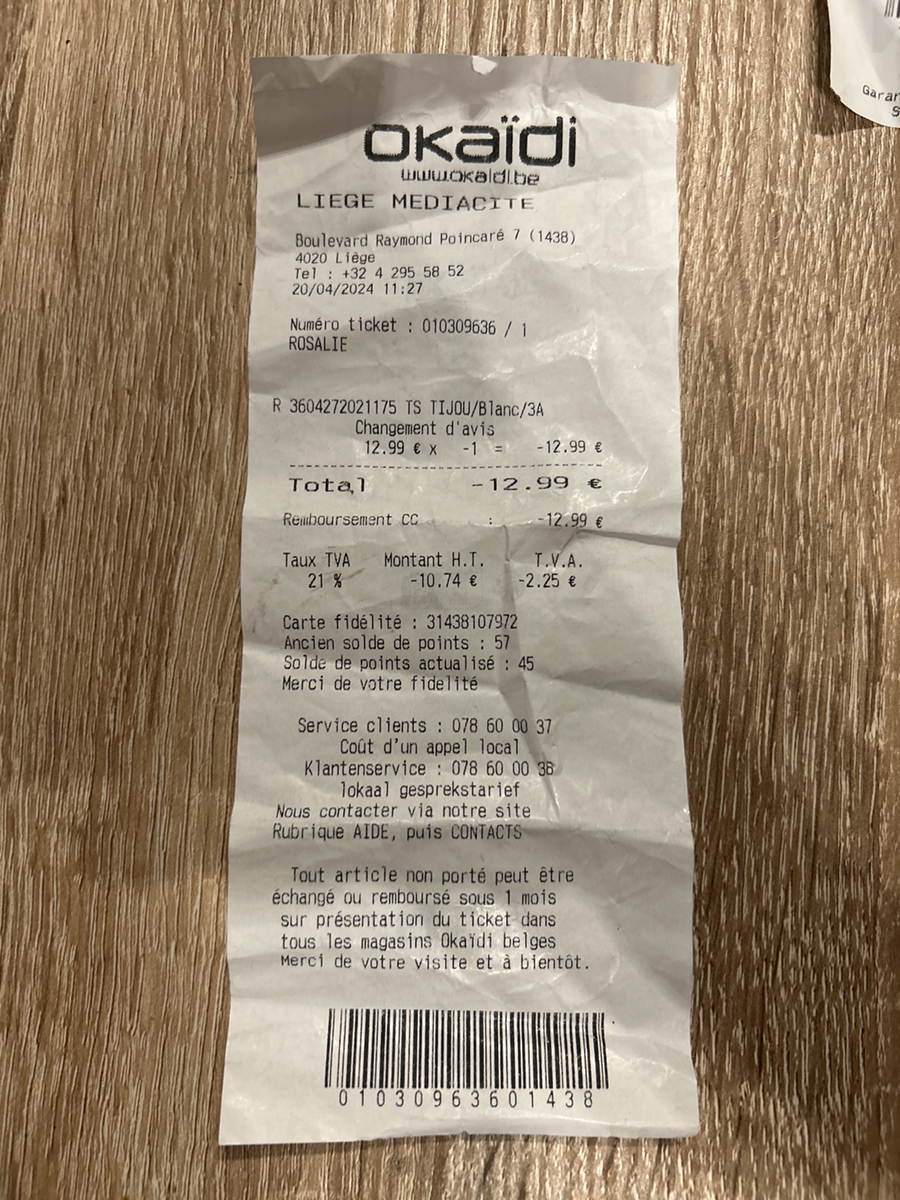 okaïdi
www.okaidi.be
LIEGE MEDIACITE
Boulevard Raymond Poincaré 7 (1438)
4020 Liège
Tel : +32 4 295 58 52
20/04/2024 11:27
Numéro ticket : 010309636 / 1
ROSALIE
R 3604272021175 TS TIJOU/Blanc/3A
Changement d'avis
12.99 € x -1 = -12.99 €
Total -12.99 €
Remboursement CC : -12.99 €
Taux TVA Montant H.T. T.V.A.
21 % -10.74 € -2.25 €
Carte fidélité : 31438107972
Ancien solde de points : 57
Solde de points actualisé : 45
Merci de votre fidelité
Service clients : 078 60 00 37
Coût d'un appel local
Klantenservice : 078 60 00 38
lokaal gesprekstarief
Nous contacter via notre site
Rubrique AIDE, puis CONTACTS
Tout article non porté peut être
échangé ou remboursé sous 1 mois
sur présentation du ticket dans
tous les magasins Okaïdi belges
Merci de votre visite et à bientôt.
01030963601438